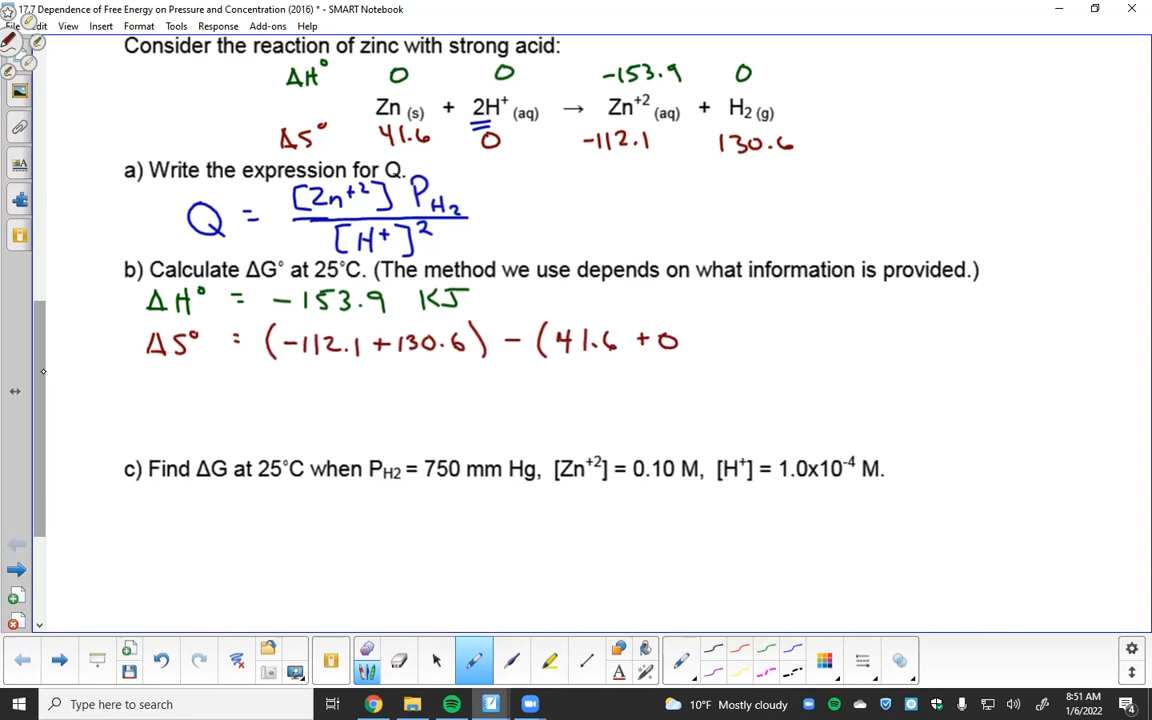 17.7 Dependence of Free Energy on Pressure and Concentration (2016) * - SMART Notebook
File Edit View Insert Format Tools Response Add-ons Help
Consider the reaction of zinc with strong acid:
ΔH° 0 0 -153.9 0
Zn (s) + 2H⁺ (aq) → Zn⁺² (aq) + H₂ (g)
ΔS° 41.6 0 -112.1 130.6
a) Write the expression for Q.
Q = [Zn⁺²] P H₂
[H⁺]²
b) Calculate ΔG° at 25°C. (The method we use depends on what information is provided.)
ΔH° = -153.9 KJ
ΔS° = (-112.1 + 130.6) - (41.6 + 0
c) Find ΔG at 25°C when P H2 = 750 mm Hg, [Zn⁺²] = 0.10 M, [H⁺] = 1.0x10⁻⁴ M.
Type here to search
10°F Mostly cloudy
8:51 AM
1/6/2022
4